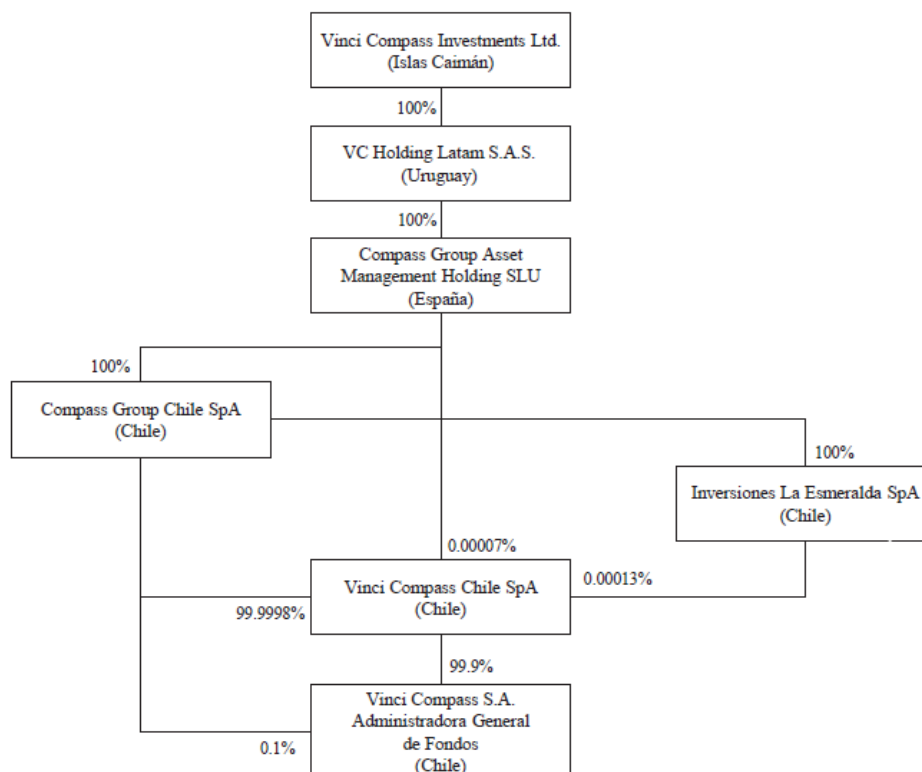 Vinci Compass Investments Ltd.
(Islas Caimán)
100%
VC Holding Latam S.A.S.
(Uruguay)
100%
Compass Group Asset
Management Holding SLU
(España)
100%
Compass Group Chile SpA
(Chile)
100%
Inversiones La Esmeralda SpA
(Chile)
0.00007%
0.00013%
Vinci Compass Chile SpA
(Chile)
99.9998%
99.9%
Vinci Compass S.A.
Administradora General
de Fondos
(Chile)
0.1%